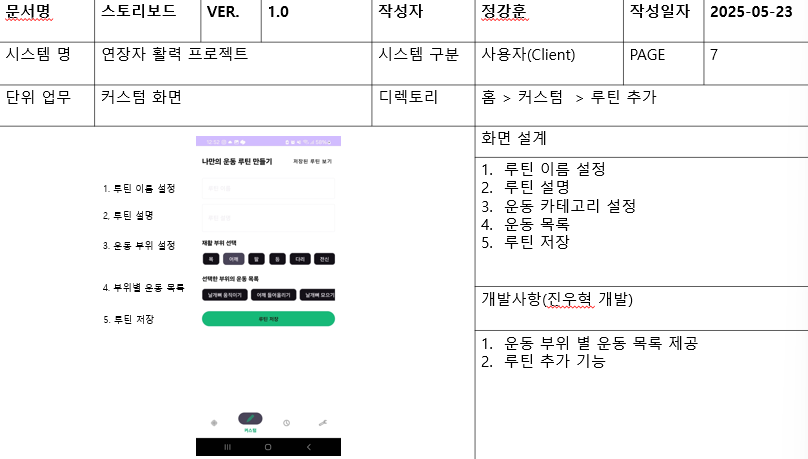 문서명 스토리보드 VER. 1.0 작성자 정강훈 작성일자 2025-05-23
시스템 명 연장자 활력 프로젝트 시스템 구분 사용자(Client) PAGE 7
단위 업무 커스텀 화면 디렉토리 홈 > 커스텀 > 루틴 추가
나만의 운동 루틴 만들기 저장된 루틴 보기
1. 루틴 이름 설정
2, 루틴 설명
재활 부위 선택
3. 운동 부위 설정
목 어깨 팔 등 다리 전신
선택한 부위의 운동 목록
4. 부위별 운동 목록
날개뼈 움직이기 어깨 돌아올리기 날개뼈 모으기
5. 루틴 저장
루틴 저장
커스텀
화면 설계
1. 루틴 이름 설정
2. 루틴 설명
3. 운동 카테고리 설정
4. 운동 목록
5. 루틴 저장
개발사항(진우혁 개발)
1. 운동 부위 별 운동 목록 제공
2. 루틴 추가 기능